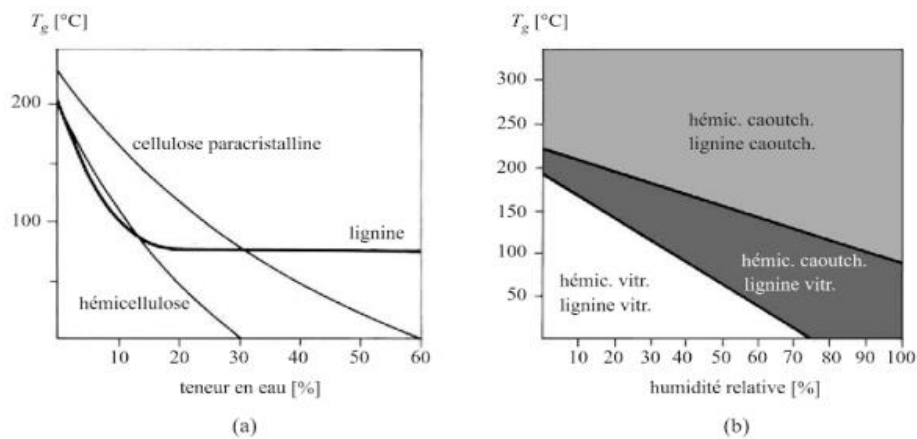 T_g [°C]
200
100
cellulose paracristalline
lignine
hémicellulose
10 20 30 40 50 60
teneur en eau [%]
(a)
T_g [°C]
300
250
200
150
100
50
hémic. caoutch.
lignine caoutch.
hémic. caoutch.
lignine vitr.
hémic. vitr.
lignine vitr.
10 20 30 40 50 60 70 80 90 100
humidité relative [%]
(b)